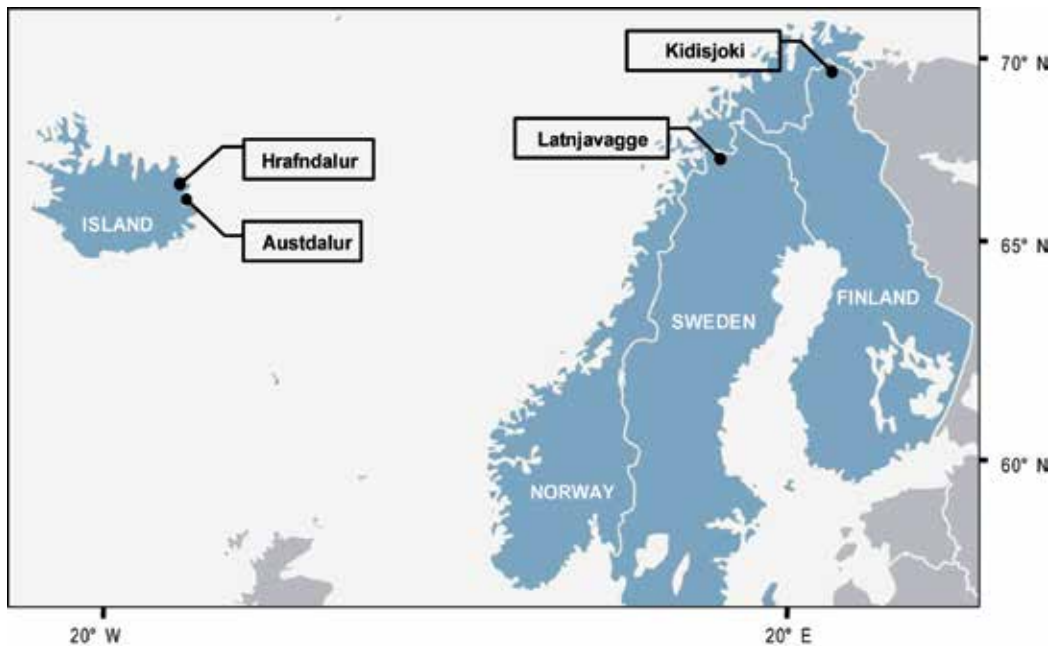 Kidisjoki
70° N
Latnjavagge
Hrafndalur
ISLAND
Austdalur
65° N
FINLAND
SWEDEN
60° N
NORWAY
20° W
20° E